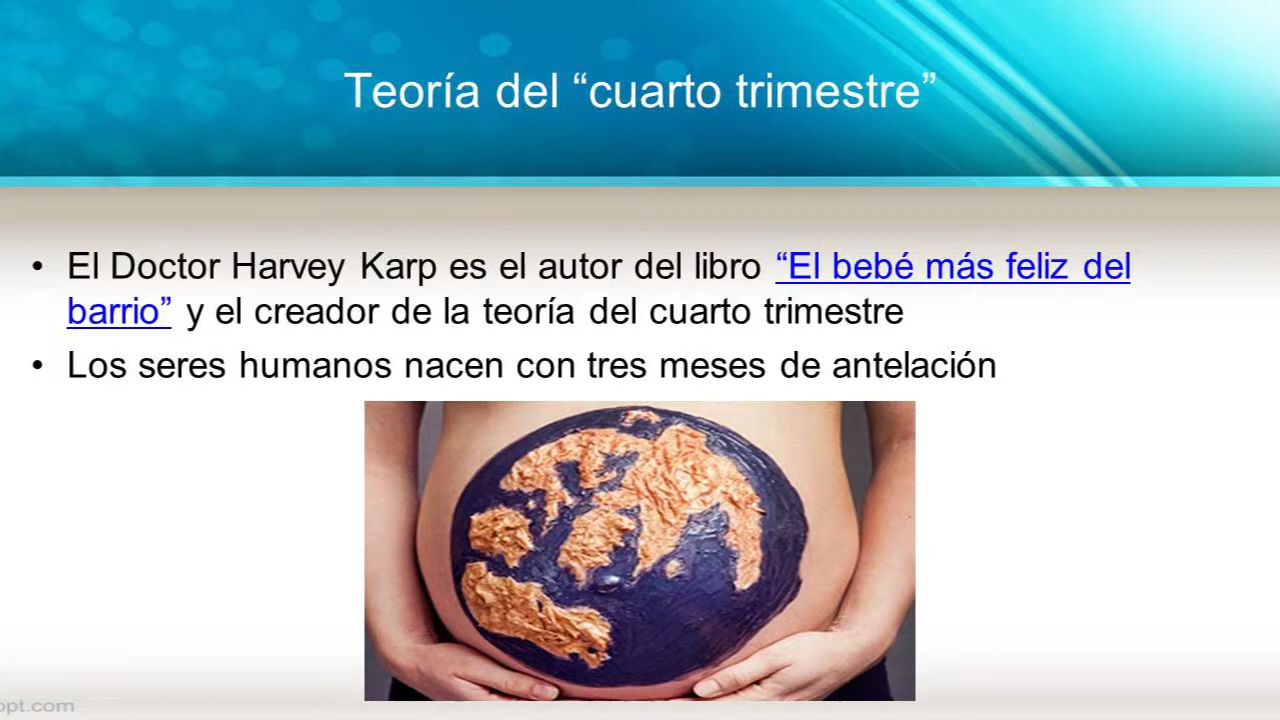 Teoría del “cuarto trimestre”
• El Doctor Harvey Karp es el autor del libro “El bebé más feliz del
barrio” y el creador de la teoría del cuarto trimestre
• Los seres humanos nacen con tres meses de antelación
ppt.com